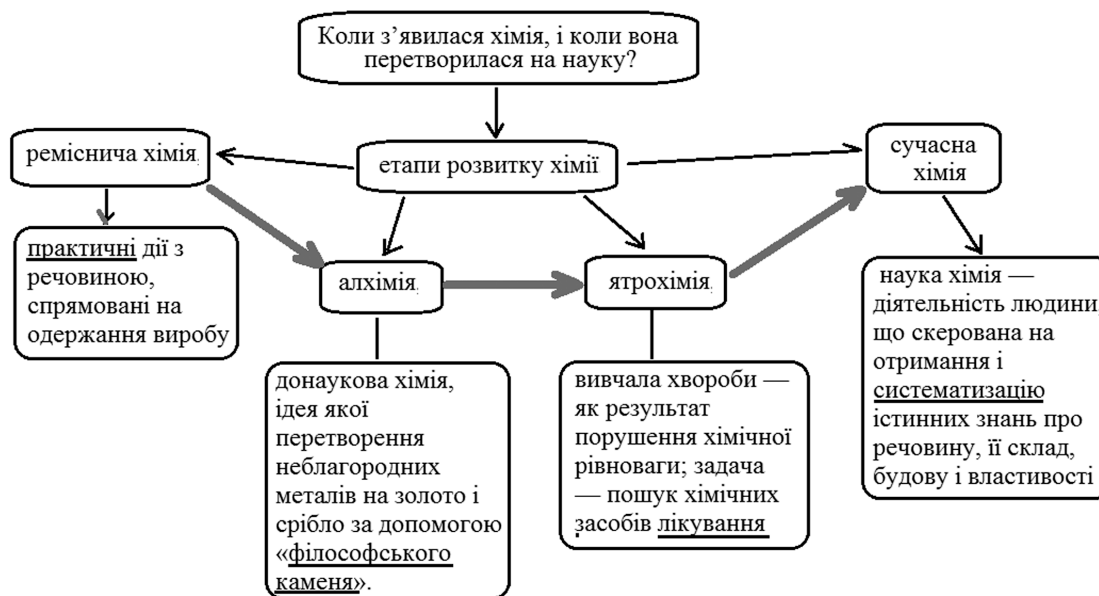 Коли з’явилася хімія, і коли вона
перетворилася на науку?
реміснича хімія,
етапи розвитку хімії
сучасна
хімія
практичні дії з
речовиною,
спрямовані на
одержання виробу
алхімія,
ятрохімія,
наука хімія —
діяльність людини,
що скерована на
отримання і
систематизацію
істинних знань про
речовину, її склад,
будову і властивості
донаукова хімія,
ідея якої
перетворення
неблагородних
металів на золото і
срібло за допомогою
«філософського
каменя».
вивчала хвороби —
як результат
порушення хімічної
рівноваги; задача
— пошук хімічних
засобів лікування